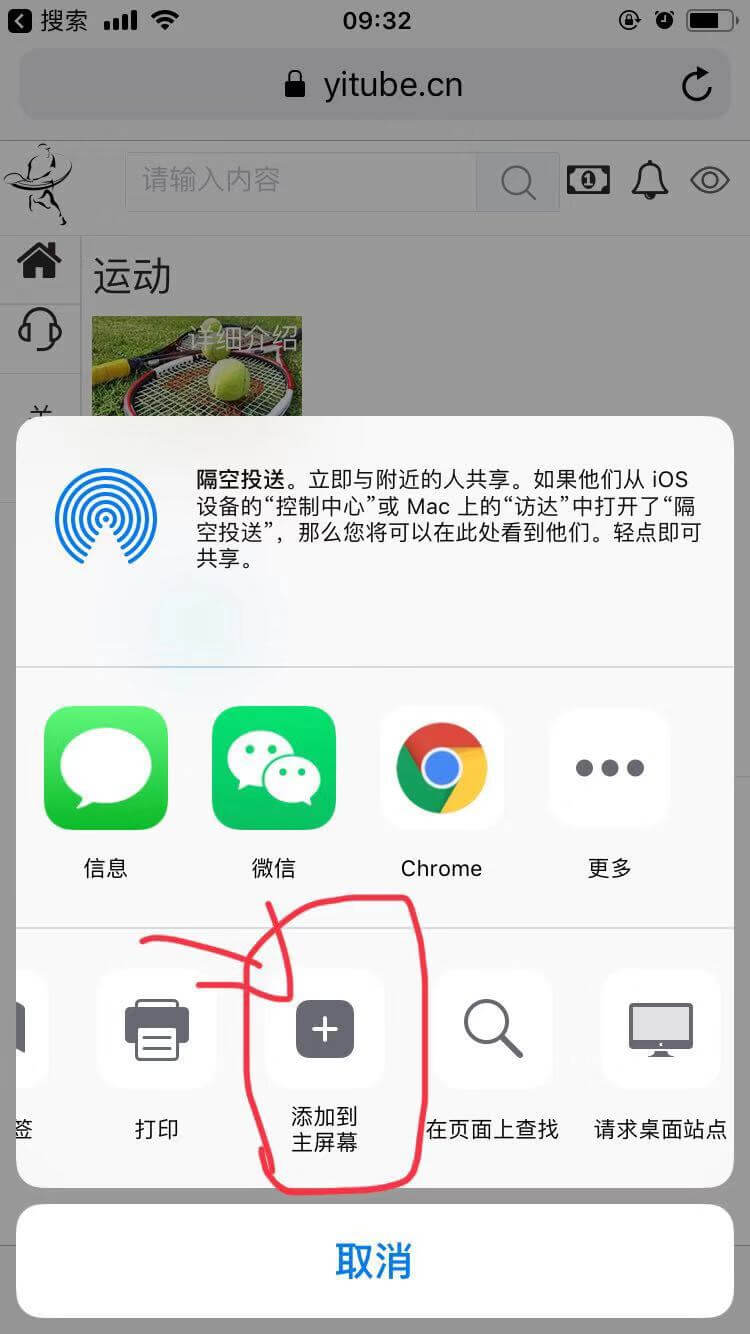 搜索
09:32
yitube.cn
请输入内容
运动
详细介绍
隔空投送。立即与附近的人共享。如果他们从 iOS
设备的“控制中心”或 Mac 上的“访达”中打开了“隔
空投送”，那么您将可以在此处看到他们。轻点即可
共享。
信息
微信
Chrome
更多
签
打印
添加到
主屏幕
在页面上查找
请求桌面站点
取消